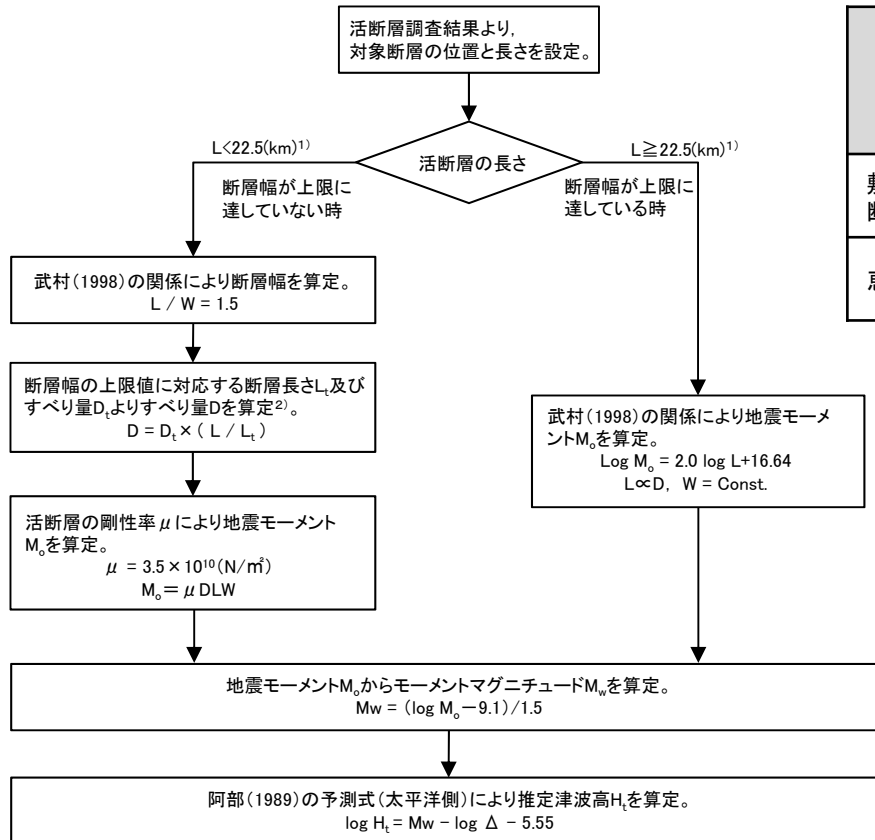 活断層調査結果より，
対象断層の位置と長さを設定。
活断層の長さ
L<22.5(km)¹⁾
断層幅が上限に
達していない時
L≧22.5(km)¹⁾
断層幅が上限に
達している時
武村(1998)の関係により断層幅を算定。
L / W = 1.5
断層幅の上限値に対応する断層長さLₜ及び
すべり量Dₜよりすべり量Dを算定²⁾。
D = Dₜ × ( L / Lₜ )
活断層の剛性率μにより地震モーメント
Mₒを算定。
μ = 3.5 × 10¹⁰(N/㎡)
Mₒ= μ DLW
武村(1998)の関係により地震モーメ
ントMₒを算定。
Log Mₒ = 2.0 log L+16.64
L∝D, W = Const.
地震モーメントMₒからモーメントマグニチュードMwを算定。
Mw = (log Mₒ-9.1)/1.5
阿部(1989)の予測式(太平洋側)により推定津波高Hₜを算定。
log Hₜ = Mw - log Δ - 5.55